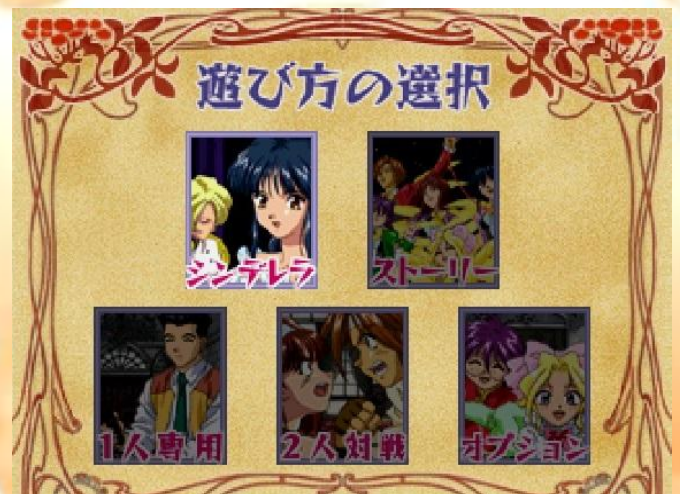 遊び方の選択
シンデレラ
ストーリー
1人専用
2人対戦
オプション